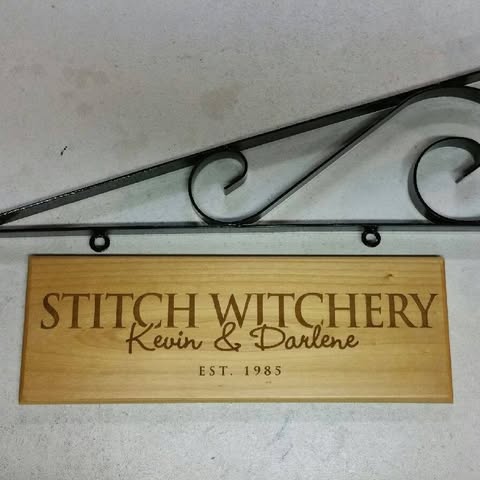 STITCH WITCHERY
Kevin & Darlene
EST. 1985